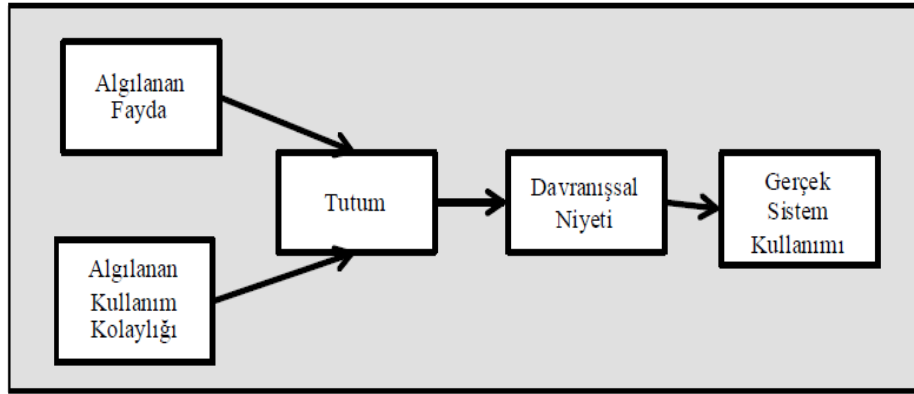 Algılanan
Fayda
Algılanan
Kullanım
Kolaylığı
Tutum
Davranışsal
Niyeti
Gerçek
Sistem
Kullanımı